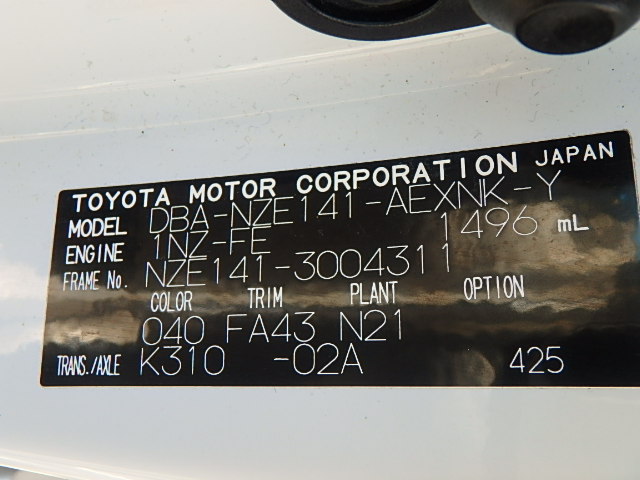 TOYOTA MOTOR CORPORATION JAPAN
MODEL DBA-NZE141-AEXNK-Y
ENGINE 1NZ-FE 1496 mL
FRAME No. NZE141-3004311
COLOR TRIM PLANT OPTION
040 FA43 N21
TRANS./AXLE K310 -02A 425